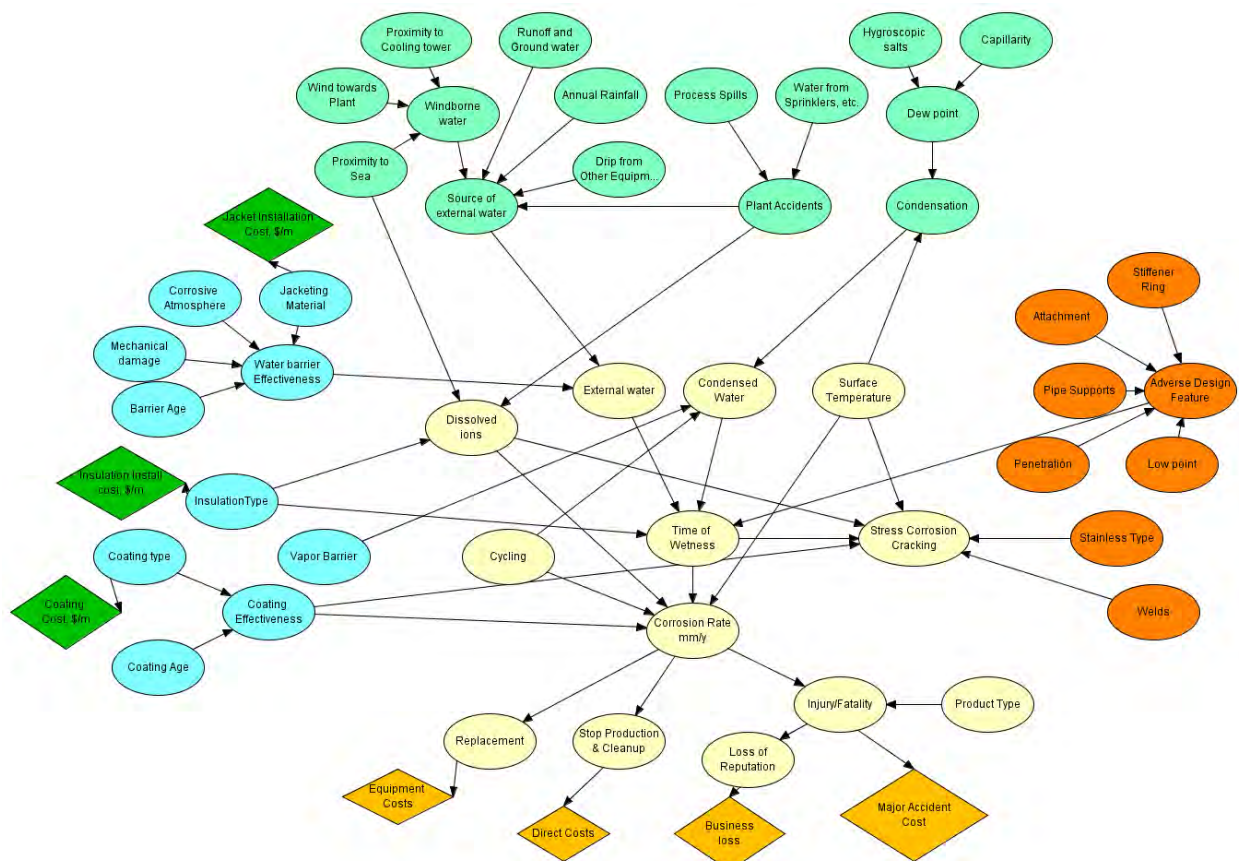 Proximity to
Cooling tower
Runoff and
Ground water
Hygroscopic
salts
Capillarity
Wind towards
Plant
Windborne
water
Annual Rainfall
Process Spills
Water from
Sprinklers, etc.
Dew point
Proximity to
Sea
Drip from
Other Equipm...
Source of
external water
Plant Accidents
Condensation
Jacket installation
Cost, $/m
Corrosive
Atmosphere
Jacketing
Material
Stiffener
Ring
Attachment
Mechanical
damage
Water barrier
Effectiveness
External water
Condensed
Water
Surface
Temperature
Pipe Supports
Adverse Design
Feature
Barrier Age
Dissolved
ions
Penetration
Low point
Insulation Install
cost, $/m
InsulationType
Coating type
Vapor Barrier
Cycling
Time of
Wetness
Stress Corrosion
Cracking
Stainless Type
Coating
Cost, $/m
Coating
Effectiveness
Welds
Corrosion Rate
mm/y
Coating Age
Injury/Fatality
Product Type
Replacement
Stop Production
& Cleanup
Loss of
Reputation
Equipment
Costs
Direct Costs
Business
loss
Major Accident
Cost